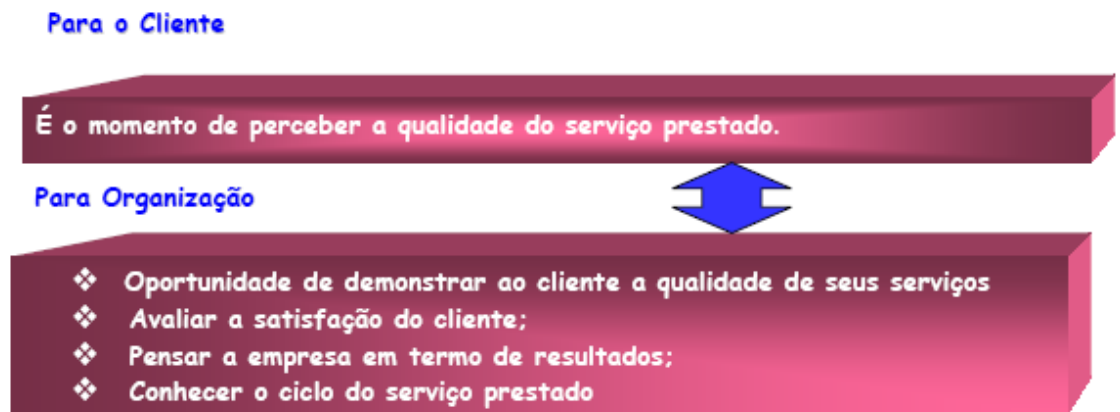 Para o Cliente
É o momento de perceber a qualidade do serviço prestado.
Para Organização
❖ Oportunidade de demonstrar ao cliente a qualidade de seus serviços
❖ Avaliar a satisfação do cliente;
❖ Pensar a empresa em termo de resultados;
❖ Conhecer o ciclo do serviço prestado